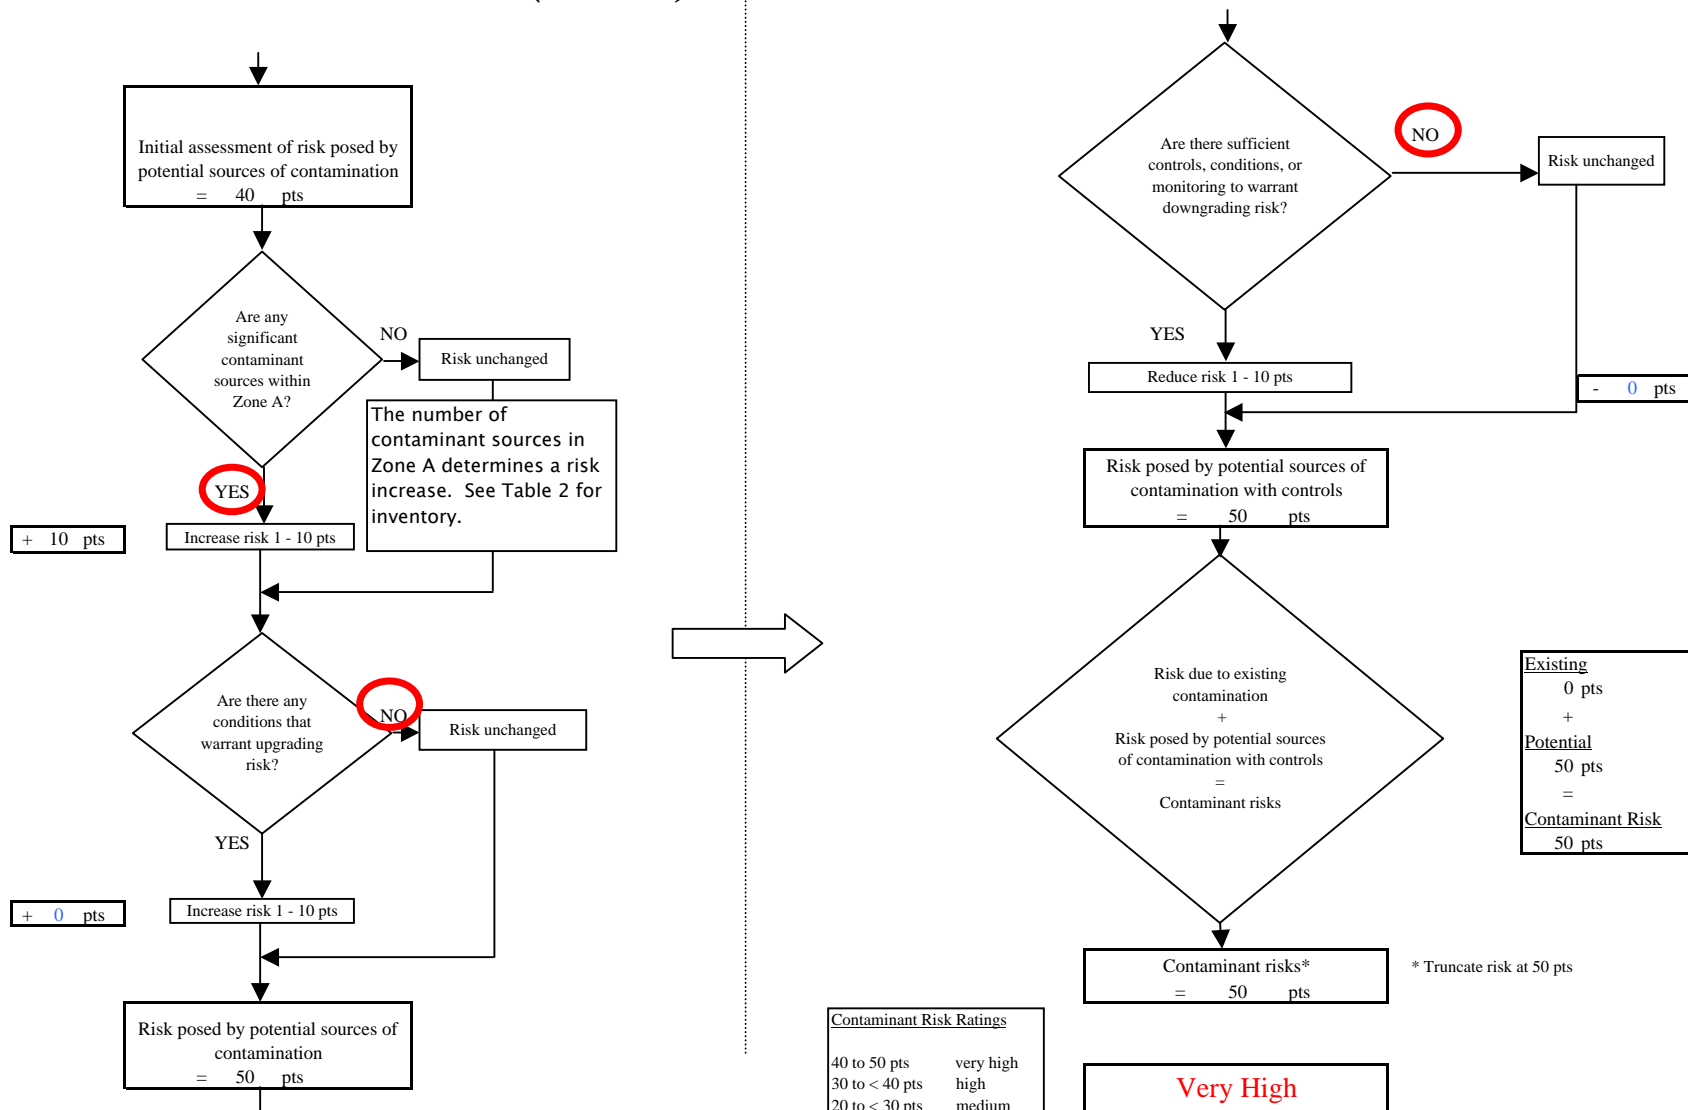 Initial assessment of risk posed by
potential sources of contamination
= 40 pts
Are any
significant
contaminant
sources within
Zone A?
NO
Risk unchanged
The number of
contaminant sources in
Zone A determines a risk
increase. See Table 2 for
inventory.
YES
+ 10 pts
Increase risk 1 - 10 pts
Are there any
conditions that
warrant upgrading
risk?
NO
Risk unchanged
YES
+ 0 pts
Increase risk 1 - 10 pts
Risk posed by potential sources of
contamination
= 50 pts
Are there sufficient
controls, conditions, or
monitoring to warrant
downgrading risk?
NO
Risk unchanged
YES
Reduce risk 1 - 10 pts
- 0 pts
Risk posed by potential sources of
contamination with controls
= 50 pts
Risk due to existing
contamination
+
Risk posed by potential sources
of contamination with controls
=
Contaminant risks
Existing
0 pts
+
Potential
50 pts
=
Contaminant Risk
50 pts
Contaminant risks*
= 50 pts
* Truncate risk at 50 pts
Contaminant Risk Ratings
40 to 50 pts very high
30 to < 40 pts high
20 to < 30 pts medium
Very High